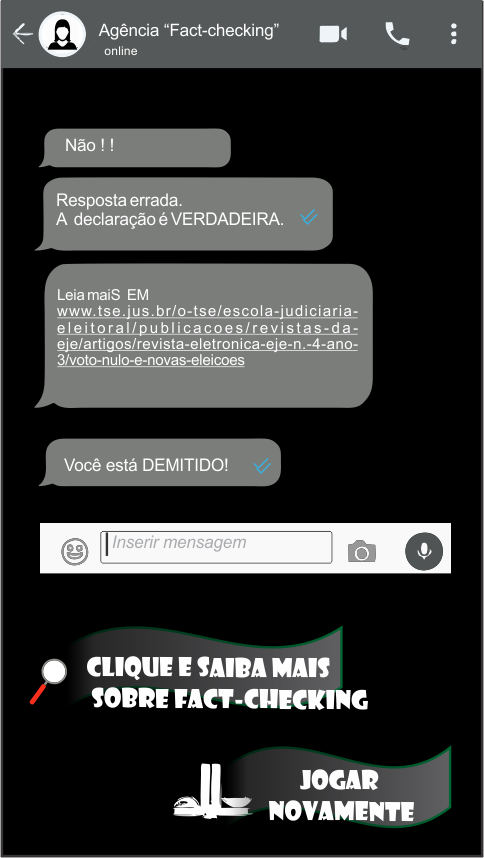 Agência “Fact-checking”
online
Não ! !
Resposta errada.
A declaração é VERDADEIRA.
Leia maiS EM
www.tse.jus.br/o-tse/escola-judiciaria-
eleitoral/publicacoes/revistas-da-
eje/artigos/revista-eletronica-eje-n.-4-ano-
3/voto-nulo-e-novas-eleicoes
Você está DEMITIDO!
Inserir mensagem
CLIQUE E SAIBA MAIS
SOBRE FACT-CHECKING
JOGAR
NOVAMENTE